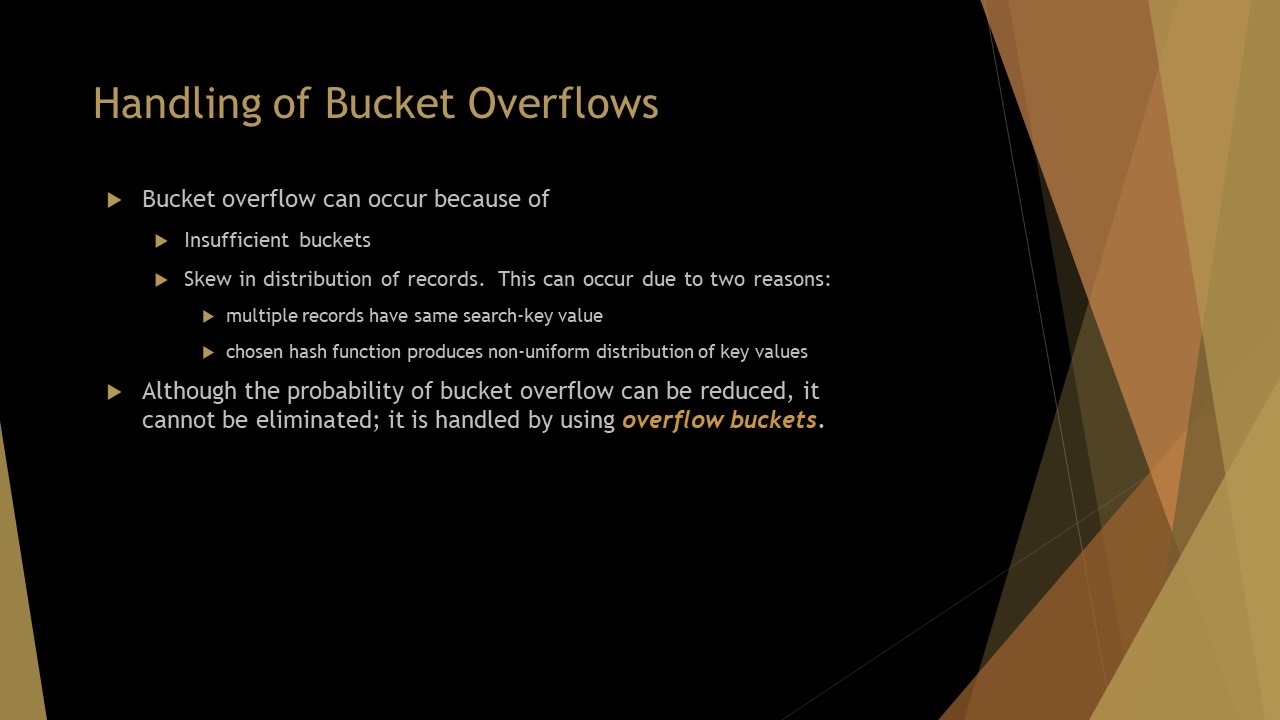 Handling of Bucket Overflows
Bucket overflow can occur because of
Insufficient buckets
Skew in distribution of records. This can occur due to two reasons:
multiple records have same search-key value
chosen hash function produces non-uniform distribution of key values
Although the probability of bucket overflow can be reduced, it
cannot be eliminated; it is handled by using overflow buckets.